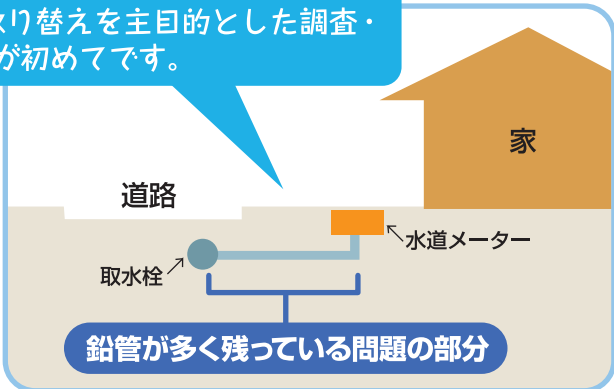 り替えを主目的とした調査・
が初めてです。
家
道路
水道メーター
取水栓
鉛管が多く残っている問題の部分